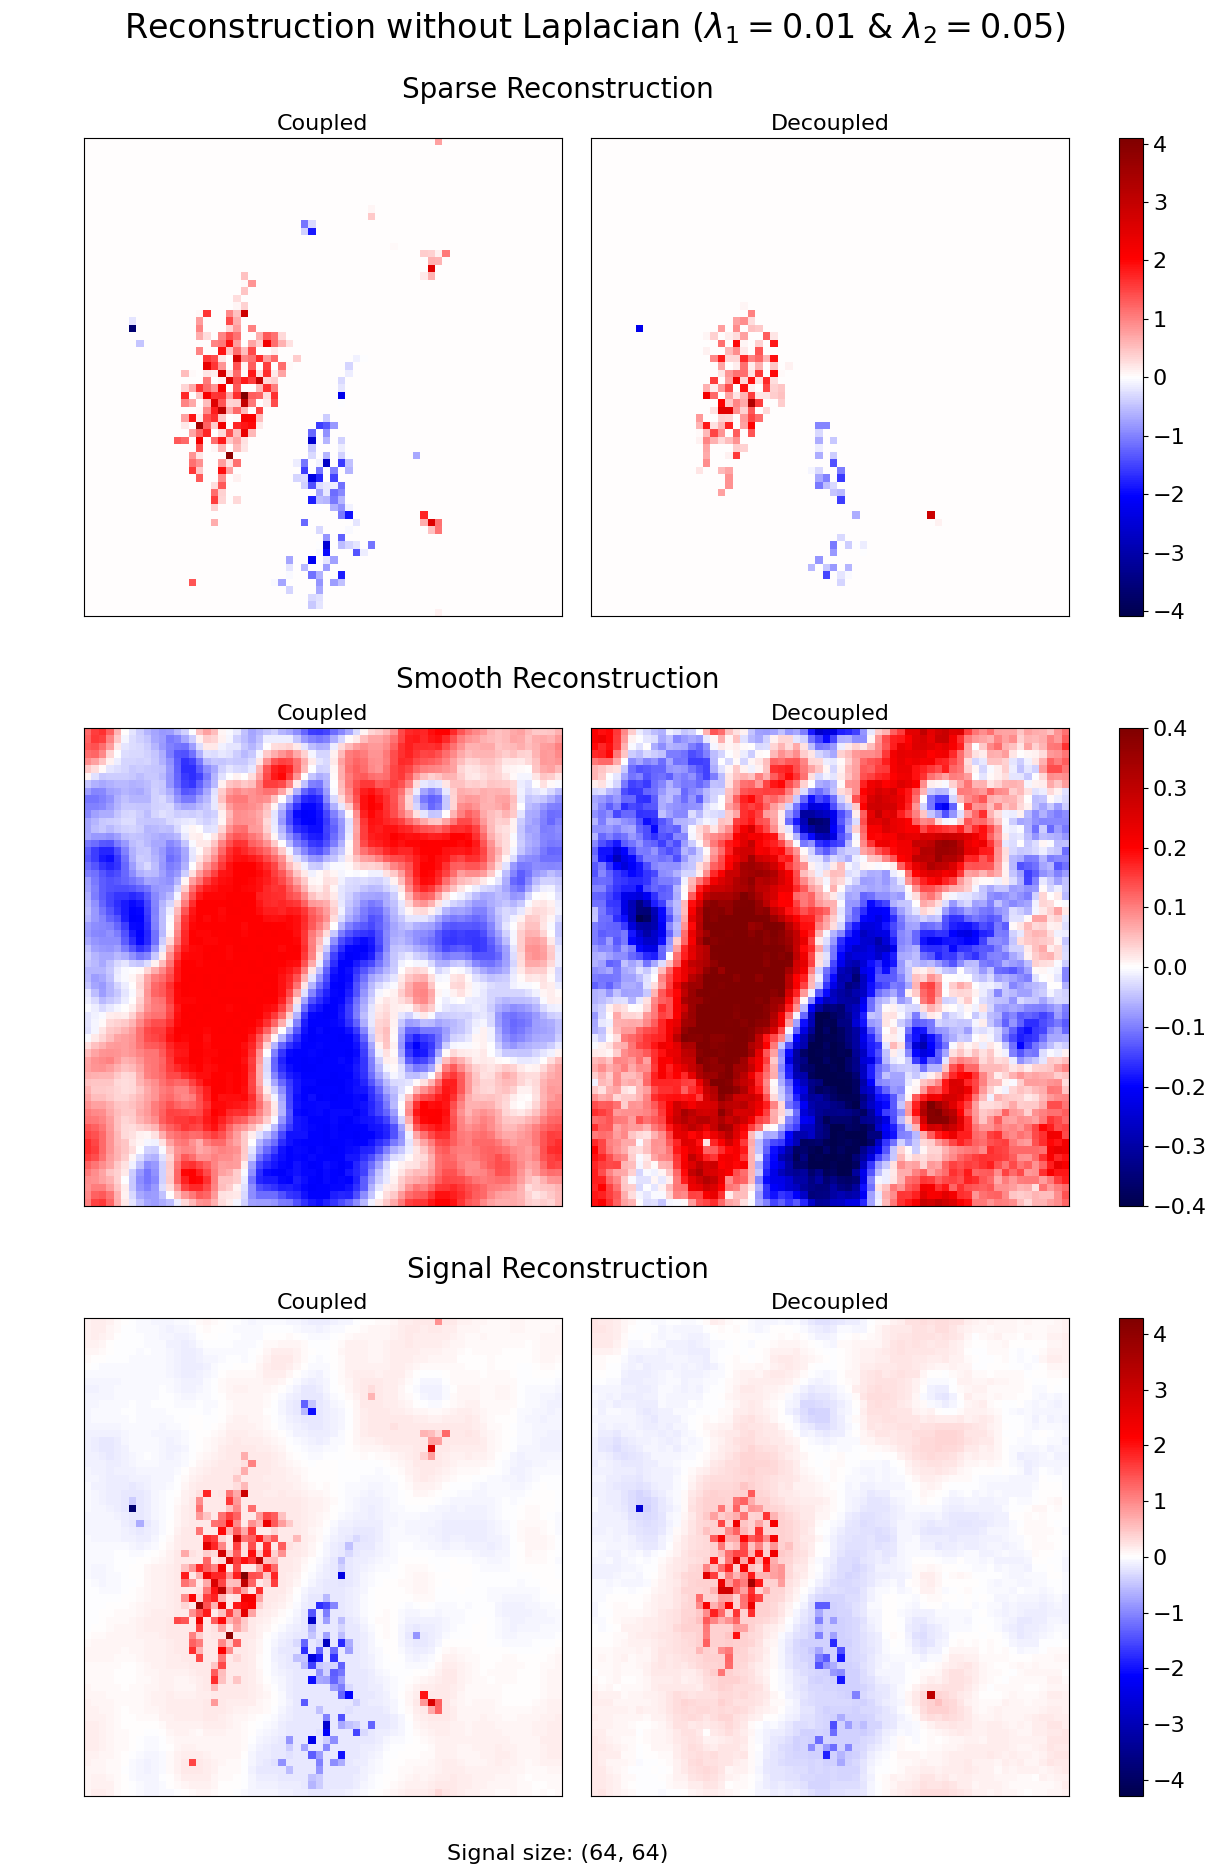 Reconstruction without Laplacian (λ₁ = 0.01 & λ₂ = 0.05)
Sparse Reconstruction
Coupled
Decoupled
4
3
2
1
0
−1
−2
−3
−4
Smooth Reconstruction
Coupled
Decoupled
0.4
0.3
0.2
0.1
0.0
−0.1
−0.2
−0.3
−0.4
Signal Reconstruction
Coupled
Decoupled
4
3
2
1
0
−1
−2
−3
−4
Signal size: (64, 64)